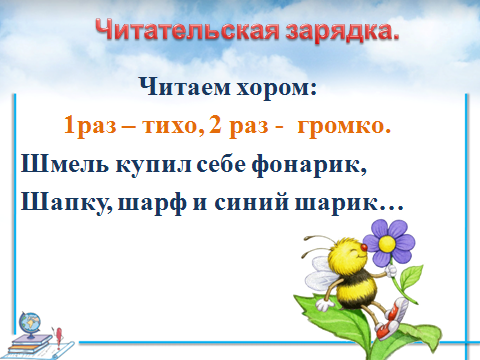 Читательская зарядка.
Читаем хором:
1раз – тихо, 2 раз - громко.
Шмель купил себе фонарик,
Шапку, шарф и синий шарик…